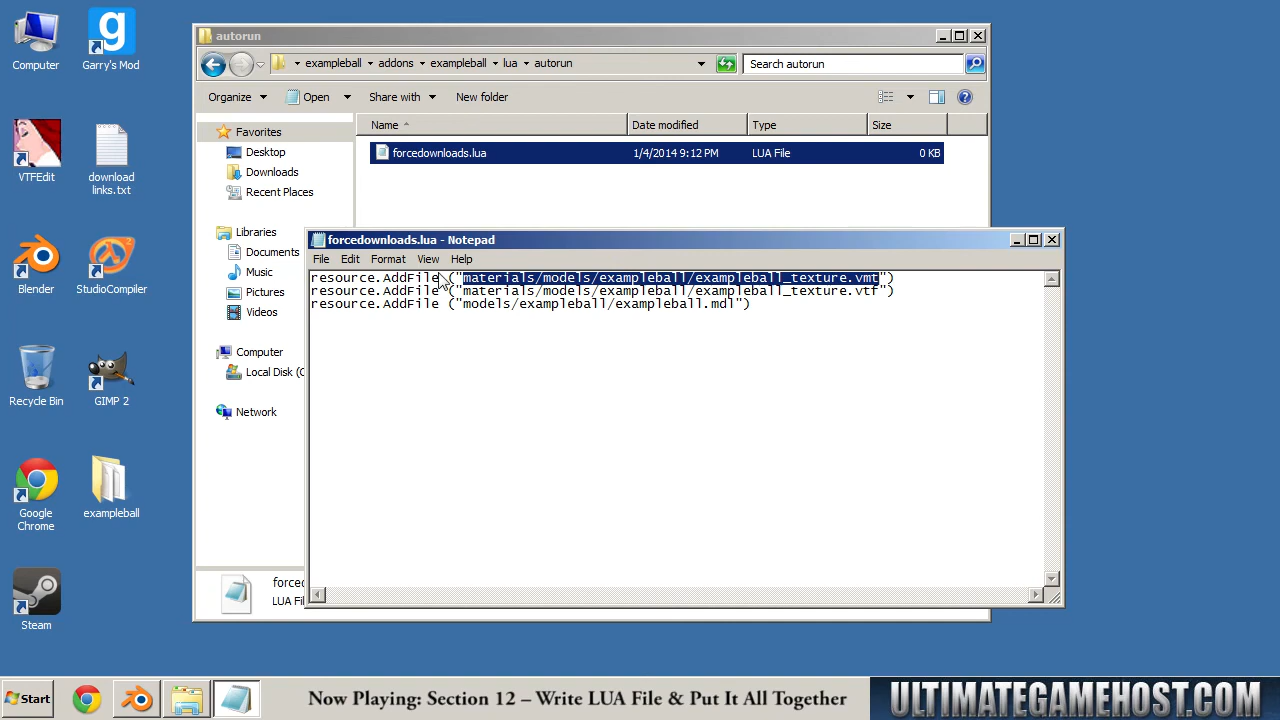 Computer
Garry's Mod
VTFEdit
download
links.txt
Blender
StudioCompiler
Recycle Bin
GIMP 2
Google
Chrome
exampleball
Steam
autorun
exampleball addons exampleball lua autorun
Search autorun
Organize Open Share with New folder
Favorites
Desktop
Downloads
Recent Places
Libraries
Documents
Music
Pictures
Videos
Computer
Local Disk (C
Network
Name Date modified Type Size
forcedownloads.lua 1/4/2014 9:12 PM LUA File 0 KB
forcedownloads.lua - Notepad
File Edit Format View Help
resource.AddFile ("materials/models/exampleball/exampleball_texture.vmt")
resource.AddFile ("materials/models/exampleball/exampleball_texture.vtf")
resource.AddFile ("models/exampleball/exampleball.mdl")
forced
LUA Fil
Start
Now Playing: Section 12 – Write LUA File & Put It All Together
ULTIMATEGAMEHOST.COM